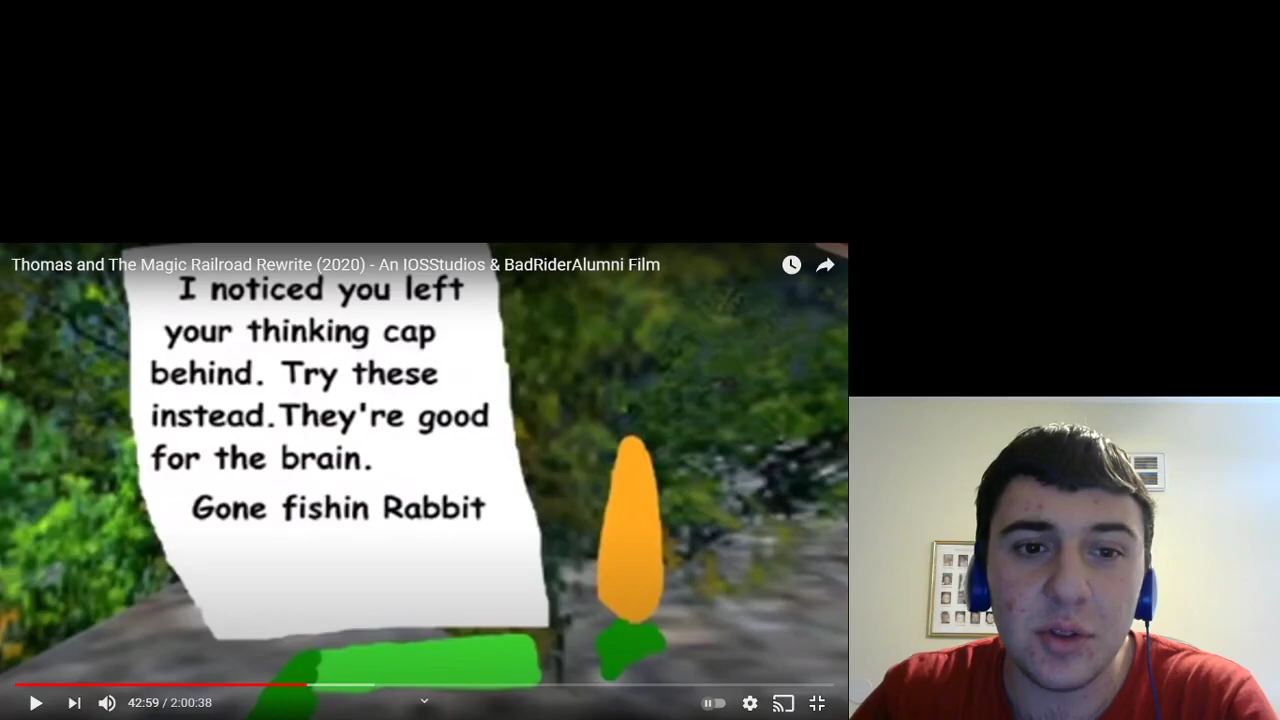 Thomas and The Magic Railroad Rewrite (2020) - An IOSStudios & BadRiderAlumni Film
I noticed you left
your thinking cap
behind. Try these
instead.They're good
for the brain.
Gone fishin Rabbit
42:59 / 2:00:38